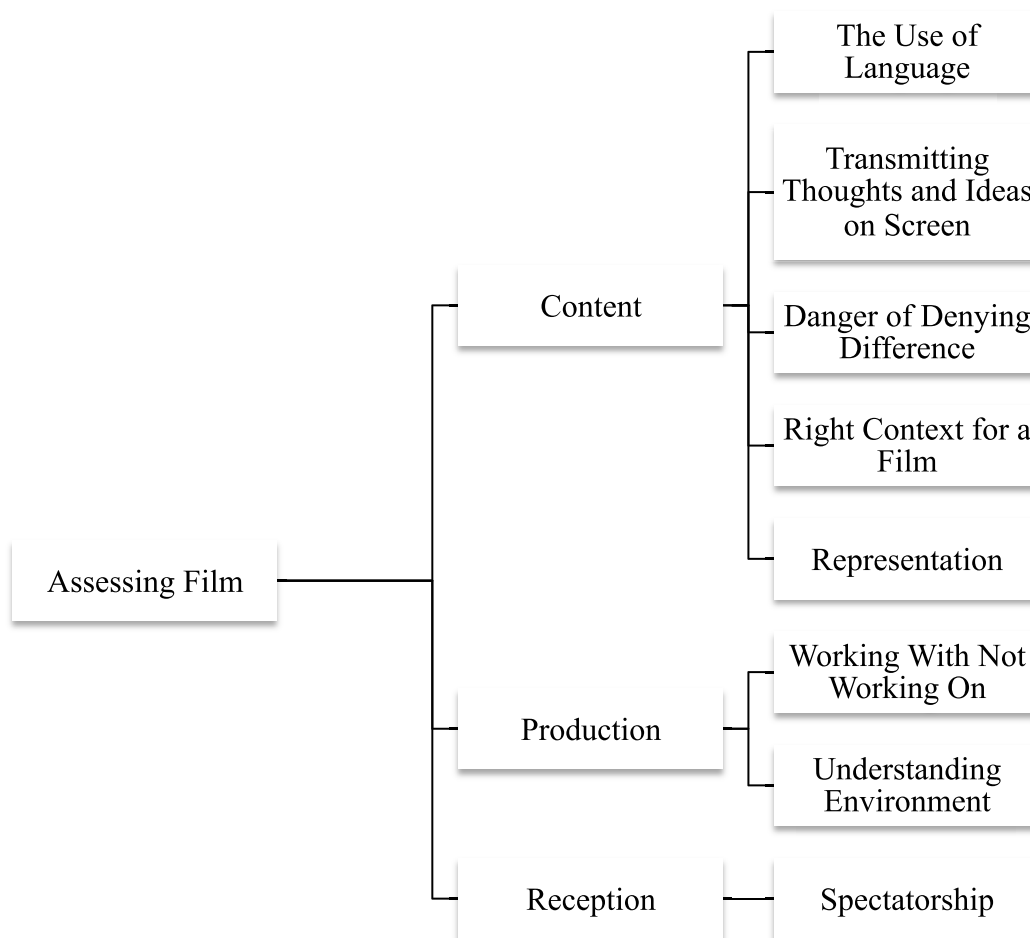 The Use of
Language
Transmitting
Thoughts and Ideas
on Screen
Content
Danger of Denying
Difference
Right Context for a
Film
Assessing Film
Representation
Working With Not
Working On
Production
Understanding
Environment
Reception
Spectatorship